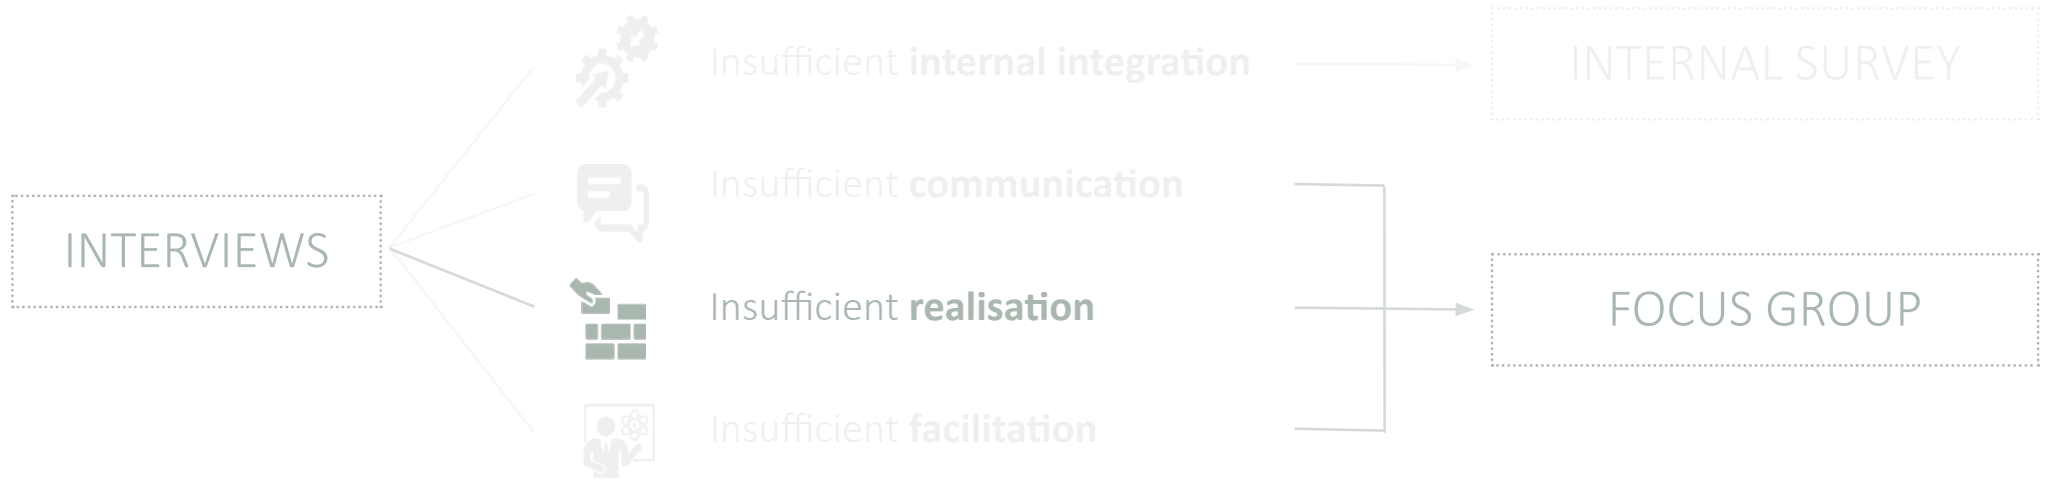 Insufficient internal integration
INTERNAL SURVEY
Insufficient communication
INTERVIEWS
Insufficient realisation
FOCUS GROUP
Insufficient facilitation